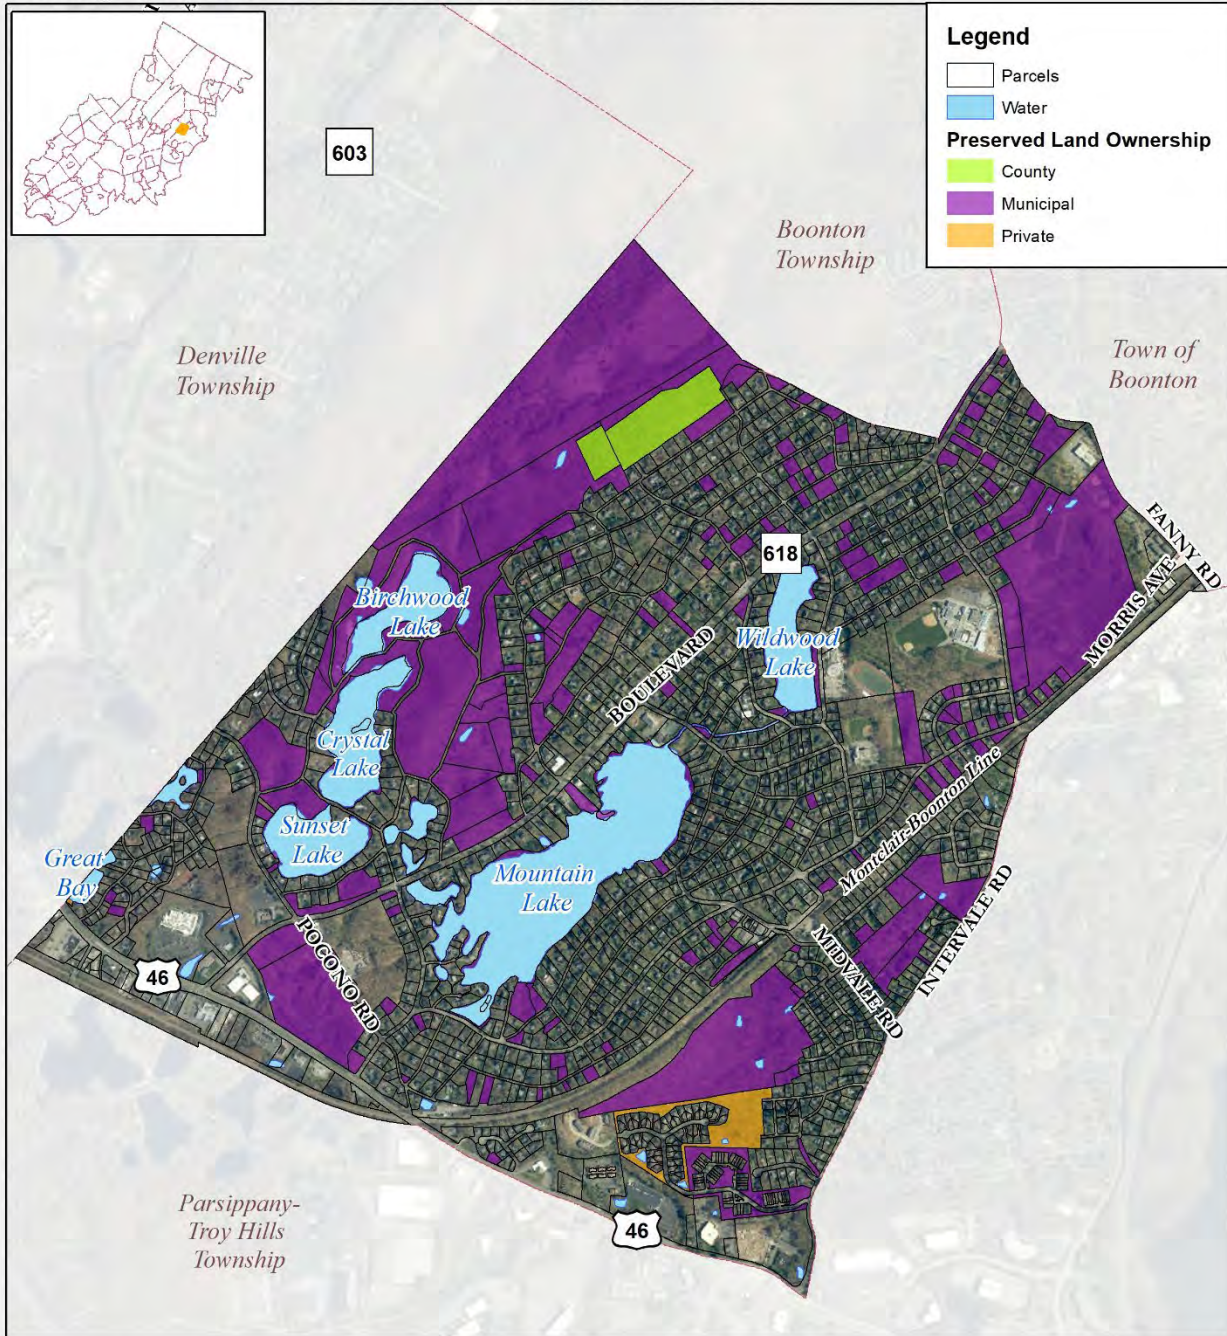 Legend
Parcels
Water
Preserved Land Ownership
County
Municipal
Private
603
Boonton
Township
Denville
Township
Town of
Boonton
FANNY RD
618
MORRIS AVE
Birchwood
Lake
Wildwood
Lake
BOULEVARD
Crystal
Lake
Montclair-Boonton Line
Sunset
Lake
Great
Bay
Mountain
Lake
INTERVALE RD
POCONO RD
MIDVALE RD
46
Parsippany-
Troy Hills
Township
46